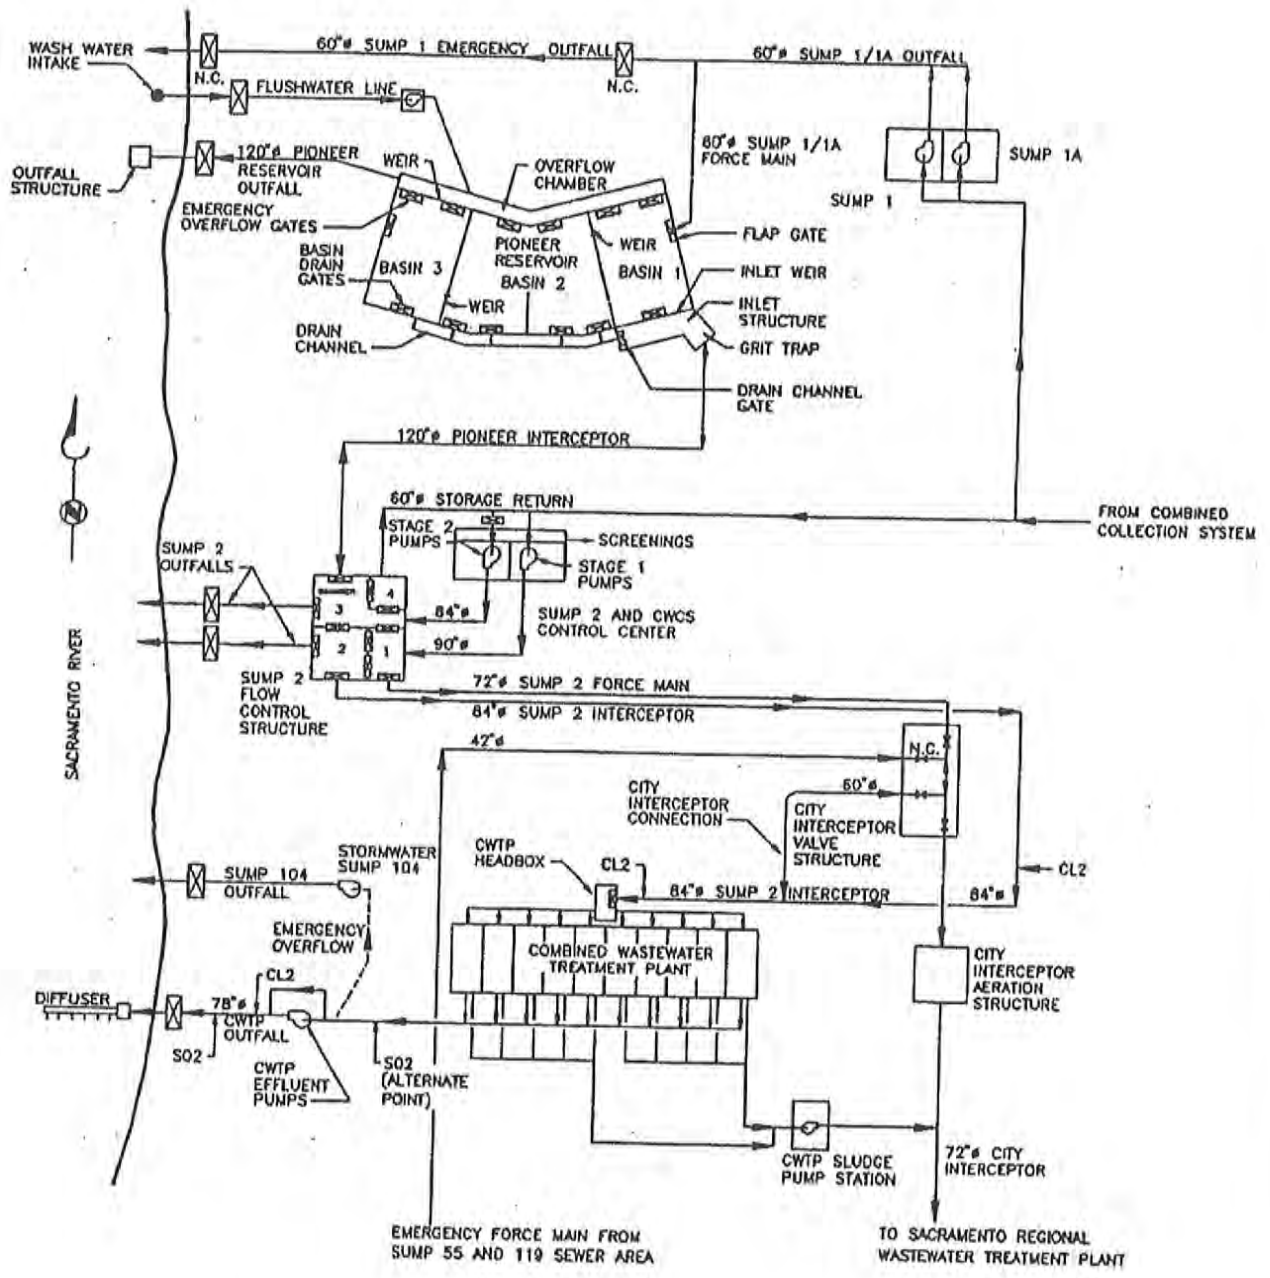 WASH WATER
INTAKE
60"ø SUMP 1 EMERGENCY OUTFALL
N.C.
60"ø SUMP 1/1A OUTFALL
N.C.
FLUSHWATER LINE
60"ø SUMP 1/1A
FORCE MAIN
SUMP 1A
SUMP 1
OUTFALL
STRUCTURE
120"ø PIONEER
RESERVOIR
OUTFALL
WEIR
OVERFLOW
CHAMBER
EMERGENCY
OVERFLOW GATES
FLAP GATE
WEIR
PIONEER
RESERVOIR
BASIN 2
BASIN 1
BASIN 3
INLET WEIR
BASIN
DRAIN
GATES
WEIR
INLET
STRUCTURE
DRAIN
CHANNEL
GRIT TRAP
DRAIN CHANNEL
GATE
120"ø PIONEER INTERCEPTOR
60"ø STORAGE RETURN
FROM COMBINED
COLLECTION SYSTEM
STAGE 2
PUMPS
SCREENINGS
STAGE 1
PUMPS
SUMP 2
OUTFALLS
N
3
4
2
1
84"ø
90"ø
SUMP 2 AND CWCS
CONTROL CENTER
SACRAMENTO RIVER
SUMP 2
FLOW
CONTROL
STRUCTURE
72"ø SUMP 2 FORCE MAIN
84"ø SUMP 2 INTERCEPTOR
42"ø
N.C.
60"ø
CITY
INTERCEPTOR
CONNECTION
CITY
INTERCEPTOR
VALVE
STRUCTURE
CWTP
HEADBOX
CL2
84"ø SUMP 2 INTERCEPTOR
84"ø
CL2
STORMWATER
SUMP 104
SUMP 104
OUTFALL
EMERGENCY
OVERFLOW
COMBINED WASTEWATER
TREATMENT PLANT
CITY
INTERCEPTOR
AERATION
STRUCTURE
DIFFUSER
CL2
78"ø
CWTP
OUTFALL
SO2
CWTP
EFFLUENT
PUMPS
SO2
(ALTERNATE
POINT)
CWTP SLUDGE
PUMP STATION
72"ø CITY
INTERCEPTOR
EMERGENCY FORCE MAIN FROM
SUMP 55 AND 119 SEWER AREA
TO SACRAMENTO REGIONAL
WASTEWATER TREATMENT PLANT